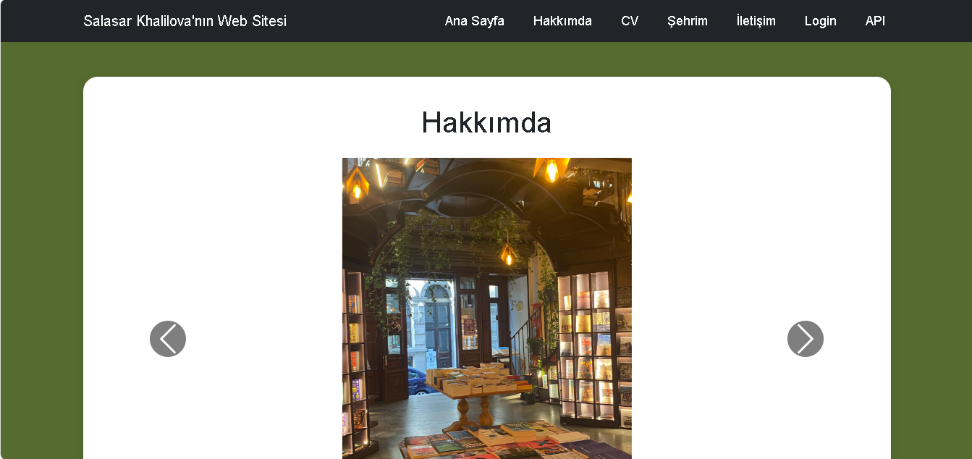 Salasar Khalilova'nın Web Sitesi
Ana Sayfa Hakkımda CV Şehrim İletişim Login API
Hakkımda